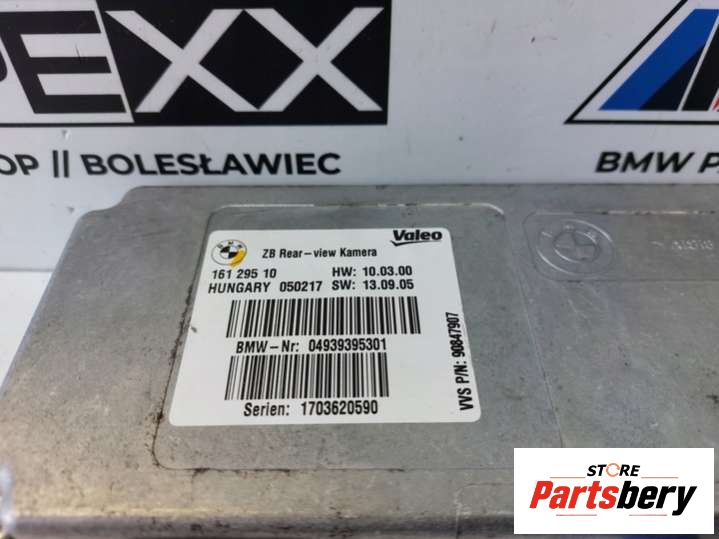 PEXX
OP // BOLESŁAWIEC
BMW
BMW
Valeo
ZB Rear-view Kamera
161 295 10 HW: 10.03.00
HUNGARY 050217 SW: 13.09.05
BMW-Nr: 04939395301
Serien: 1703620590
VVS P/N: 90847907
STORE
Partsbery